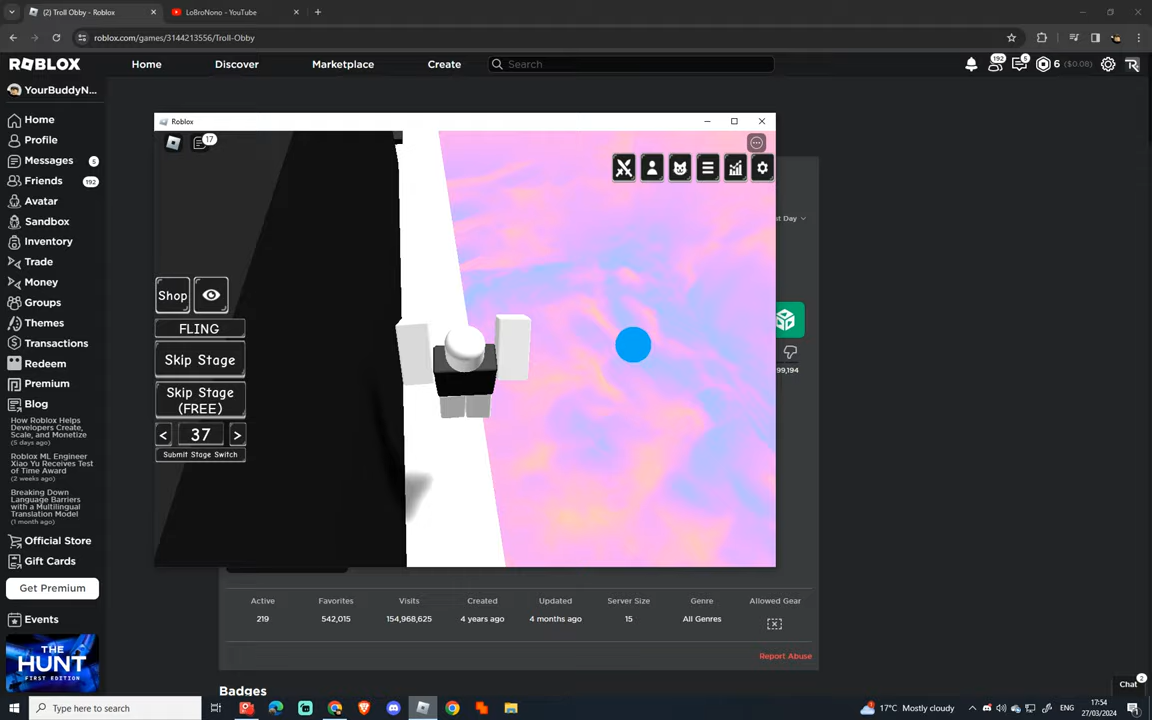 (2) Troll Obby - Roblox
LoBroNono - YouTube
roblox.com/games/3144213556/Troll-Obby
ROBLOX
Home
Discover
Marketplace
Create
Search
192
5
6
($0.08)
YourBuddyN...
Home
Profile
Messages
5
Friends
192
Avatar
Sandbox
Inventory
Trade
Money
Groups
Themes
Transactions
Redeem
Premium
Blog
How Roblox Helps
Developers Create,
Scale, and Monetize
(5 days ago)
Roblox ML Engineer
Xiao Yu Receives Test
of Time Award
(2 weeks ago)
Breaking Down
Language Barriers
with a Multilingual
Translation Model
(1 month ago)
Official Store
Gift Cards
Get Premium
Events
THE
HUNT
FIRST EDITION
Roblox
17
Shop
FLING
Skip Stage
Skip Stage
(FREE)
<
37
>
Submit Stage Switch
st Day
99,194
Active
Favorites
Visits
Created
Updated
Server Size
Genre
Allowed Gear
219
542,015
154,968,625
4 years ago
4 months ago
15
All Genres
Report Abuse
Badges
Chat
2
Type here to search
17°C Mostly cloudy
ENG
17:54
27/03/2024
1